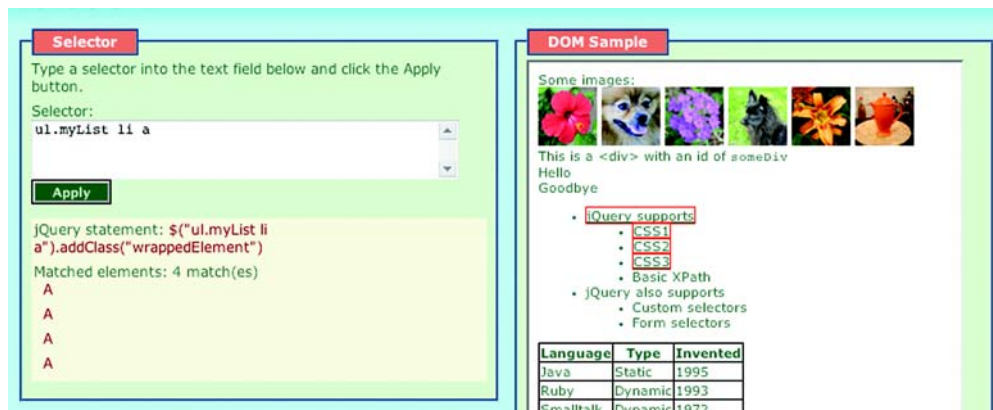 Selector
Type a selector into the text field below and click the Apply
button.
Selector:
ul.myList li a
Apply
jQuery statement: $("ul.myList li
a").addClass("wrappedElement")
Matched elements: 4 match(es)
A
A
A
A
DOM Sample
Some images:
This is a <div> with an id of someDiv
Hello
Goodbye
• jQuery supports
• CSS1
• CSS2
• CSS3
• Basic XPath
• jQuery also supports
• Custom selectors
• Form selectors
Language Type Invented
Java Static 1995
Ruby Dynamic 1993
Smalltalk Dynamic 1972